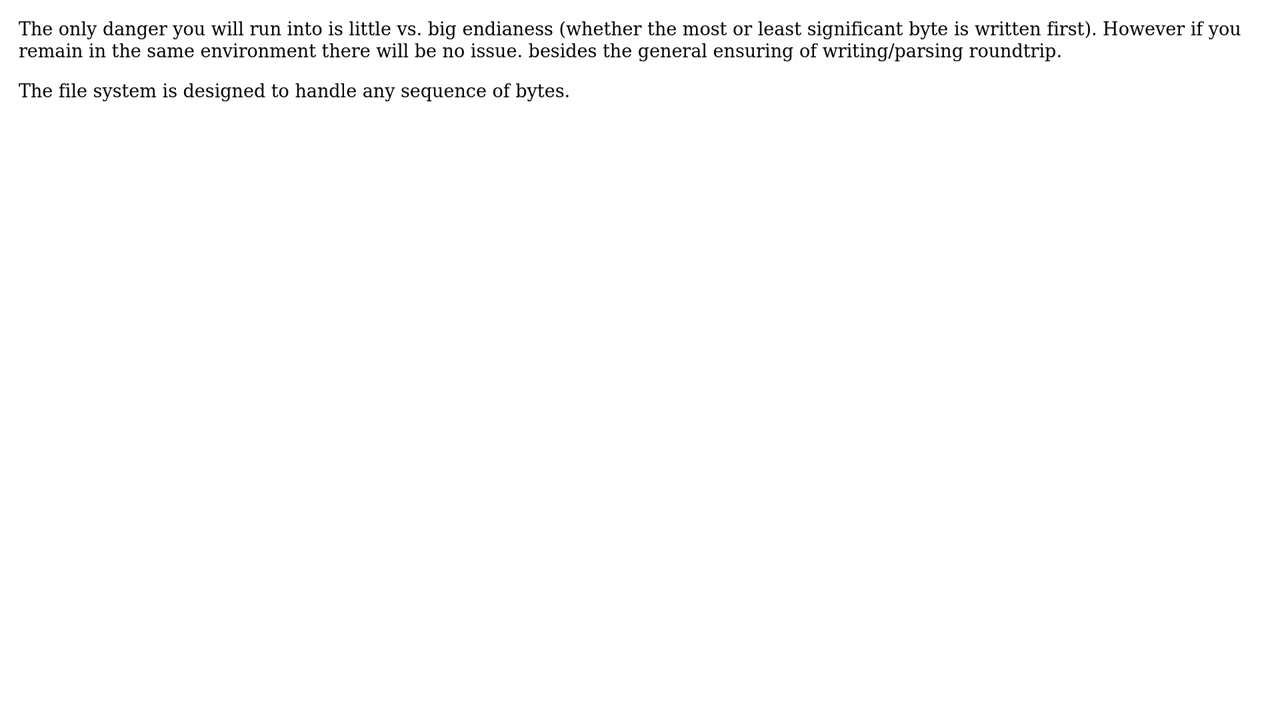 The only danger you will run into is little vs. big endianess (whether the most or least significant byte is written first). However if you
remain in the same environment there will be no issue. besides the general ensuring of writing/parsing roundtrip.
The file system is designed to handle any sequence of bytes.